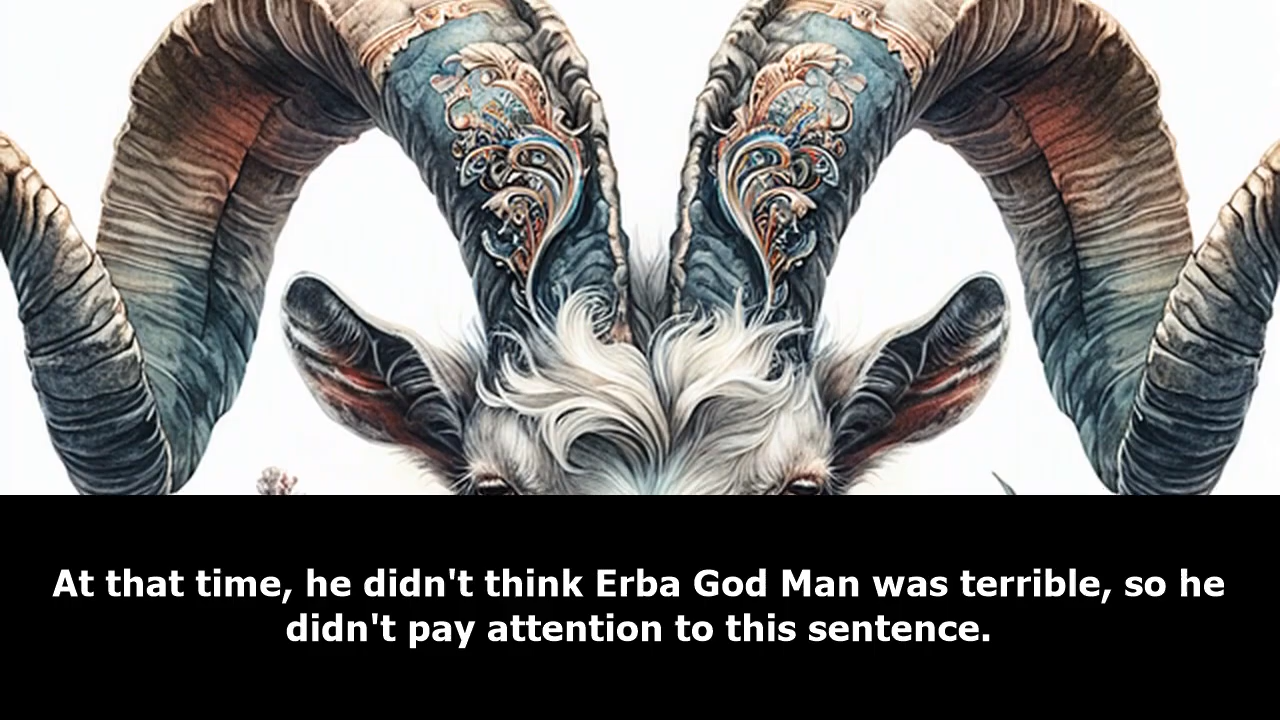 At that time, he didn't think Erba God Man was terrible, so he
didn't pay attention to this sentence.